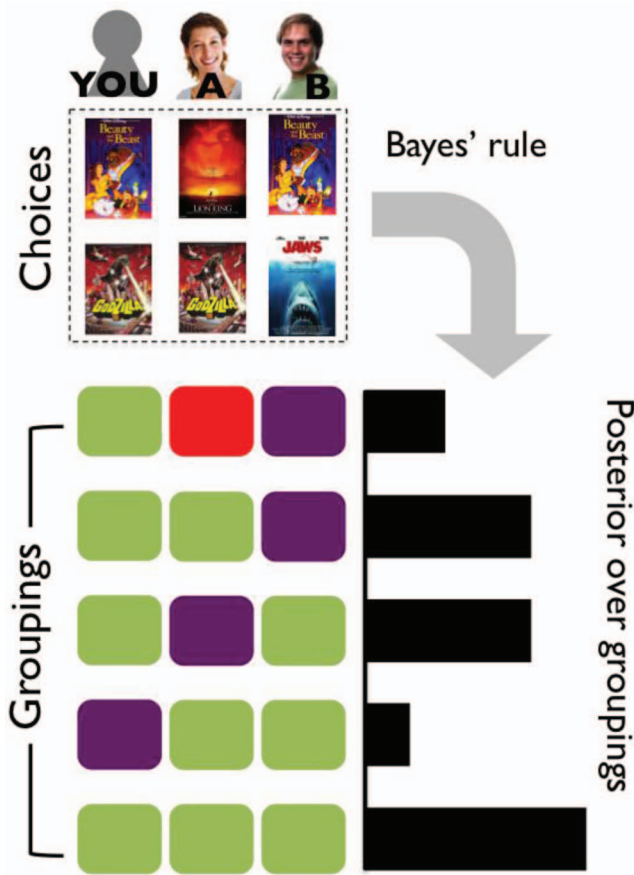 YOU A B
Choices
Beauty and the Beast
THE LION KING
Beauty and the Beast
GODZILLA
GODZILLA
JAWS
Bayes’ rule
Groupings
Posterior over groupings